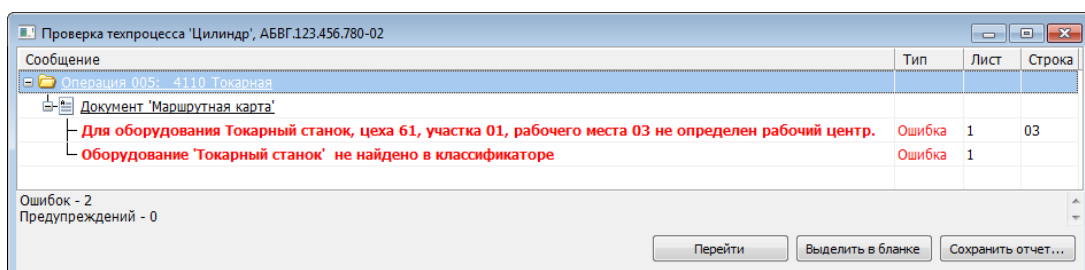 Проверка техпроцесса 'Цилиндр', АБВГ.123.456.780-02
Сообщение Тип Лист Строка
Операция 005: 4110 Токарная
Документ 'Маршрутная карта'
Для оборудования Токарный станок, цеха 61, участка 01, рабочего места 03 не определен рабочий центр. Ошибка 1 03
Оборудование 'Токарный станок' не найдено в классификаторе Ошибка 1
Ошибок - 2
Предупреждений - 0
Перейти Выделить в бланке Сохранить отчет...